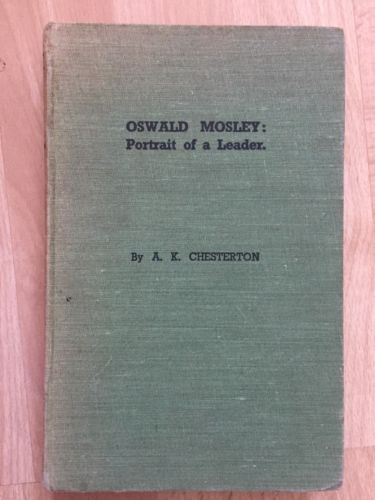 OSWALD MOSLEY:
Portrait of a Leader.
By A. K. CHESTERTON